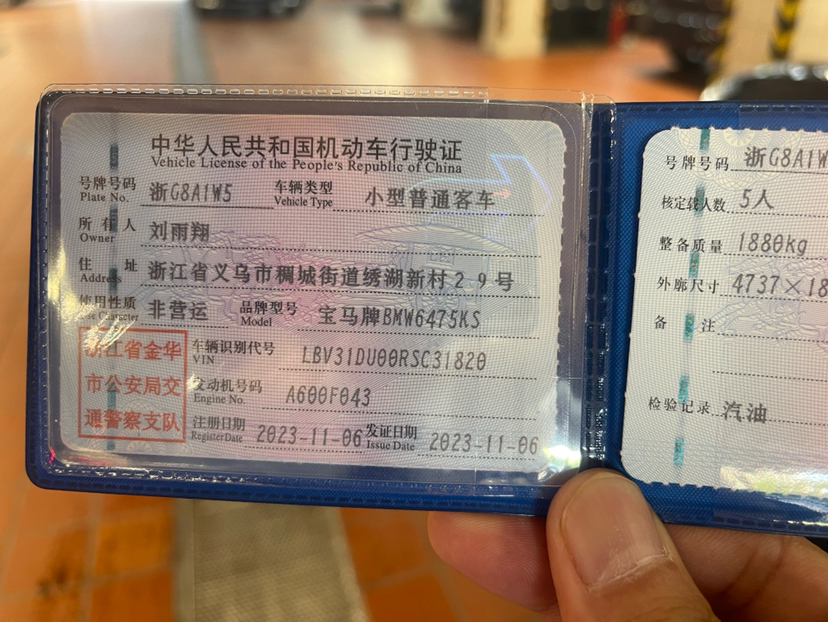 中华人民共和国机动车行驶证
Vehicle License of the People's Republic of China
号牌号码 浙G8A1W5 车辆类型 小型普通客车
Plate No. Vehicle Type
所有人 刘雨翔
Owner
住址 浙江省义乌市稠城街道绣湖新村29号
Address
使用性质 非营运 品牌型号 宝马牌BMW6475KS
Use Character Model
浙江省金华
市公安局交
通警察支队
车辆识别代号 LBV31DU00RSC31820
VIN
发动机号码 A600F043
Engine No.
注册日期 2023-11-06 发证日期 2023-11-06
Register Date Issue Date
号牌号码 浙G8A1W
核定载人数 5人
整备质量 1880kg
外廓尺寸 4737×18
备注
检验记录 汽油